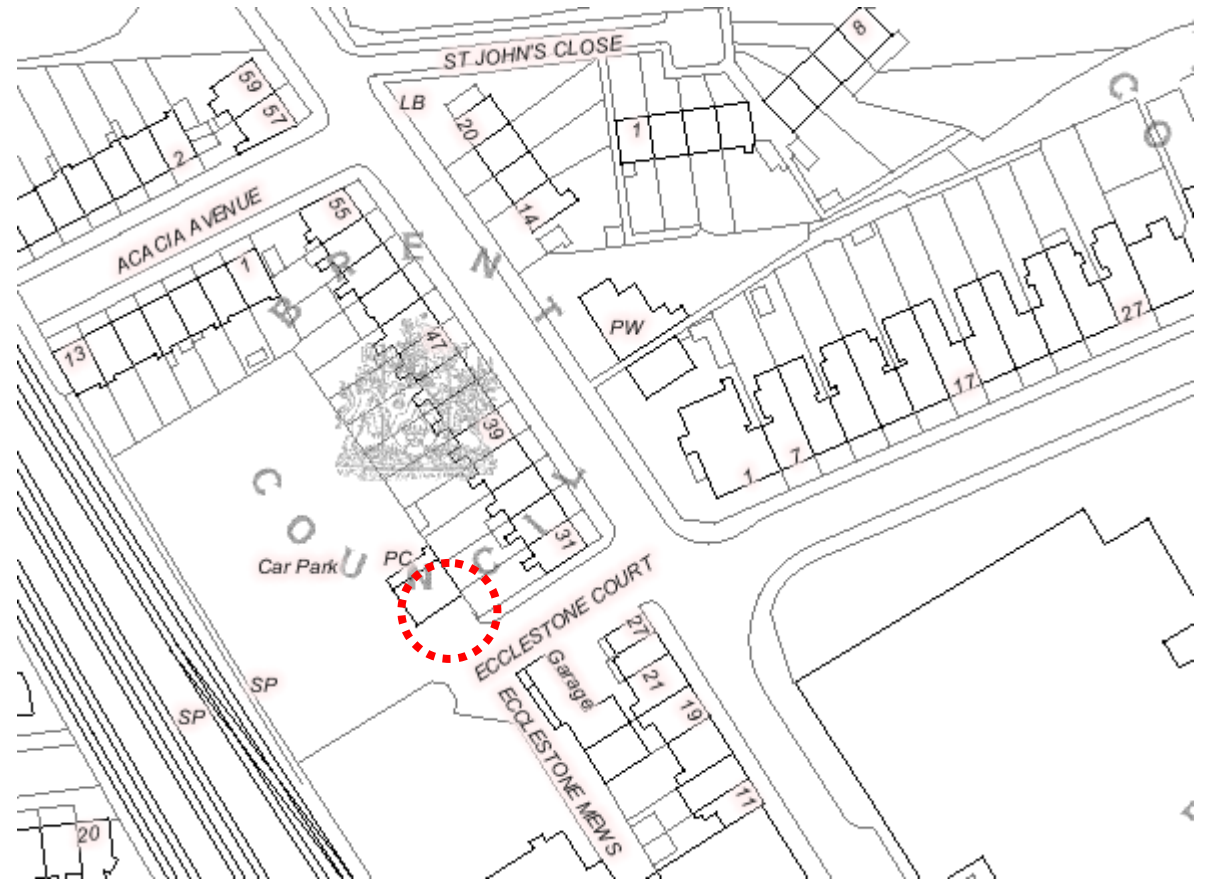 ST JOHN'S CLOSE
8
59
57
LB
20
1
2
14
55
ACACIA AVENUE
1
13
BRENT
PW
47
27
17
39
7
1
COUNCIL
31
Car Park
PC
ECCLESTONE COURT
27
Garage
21
19
SP
SP
ECCLESTONE MEWS
11
20
C
O